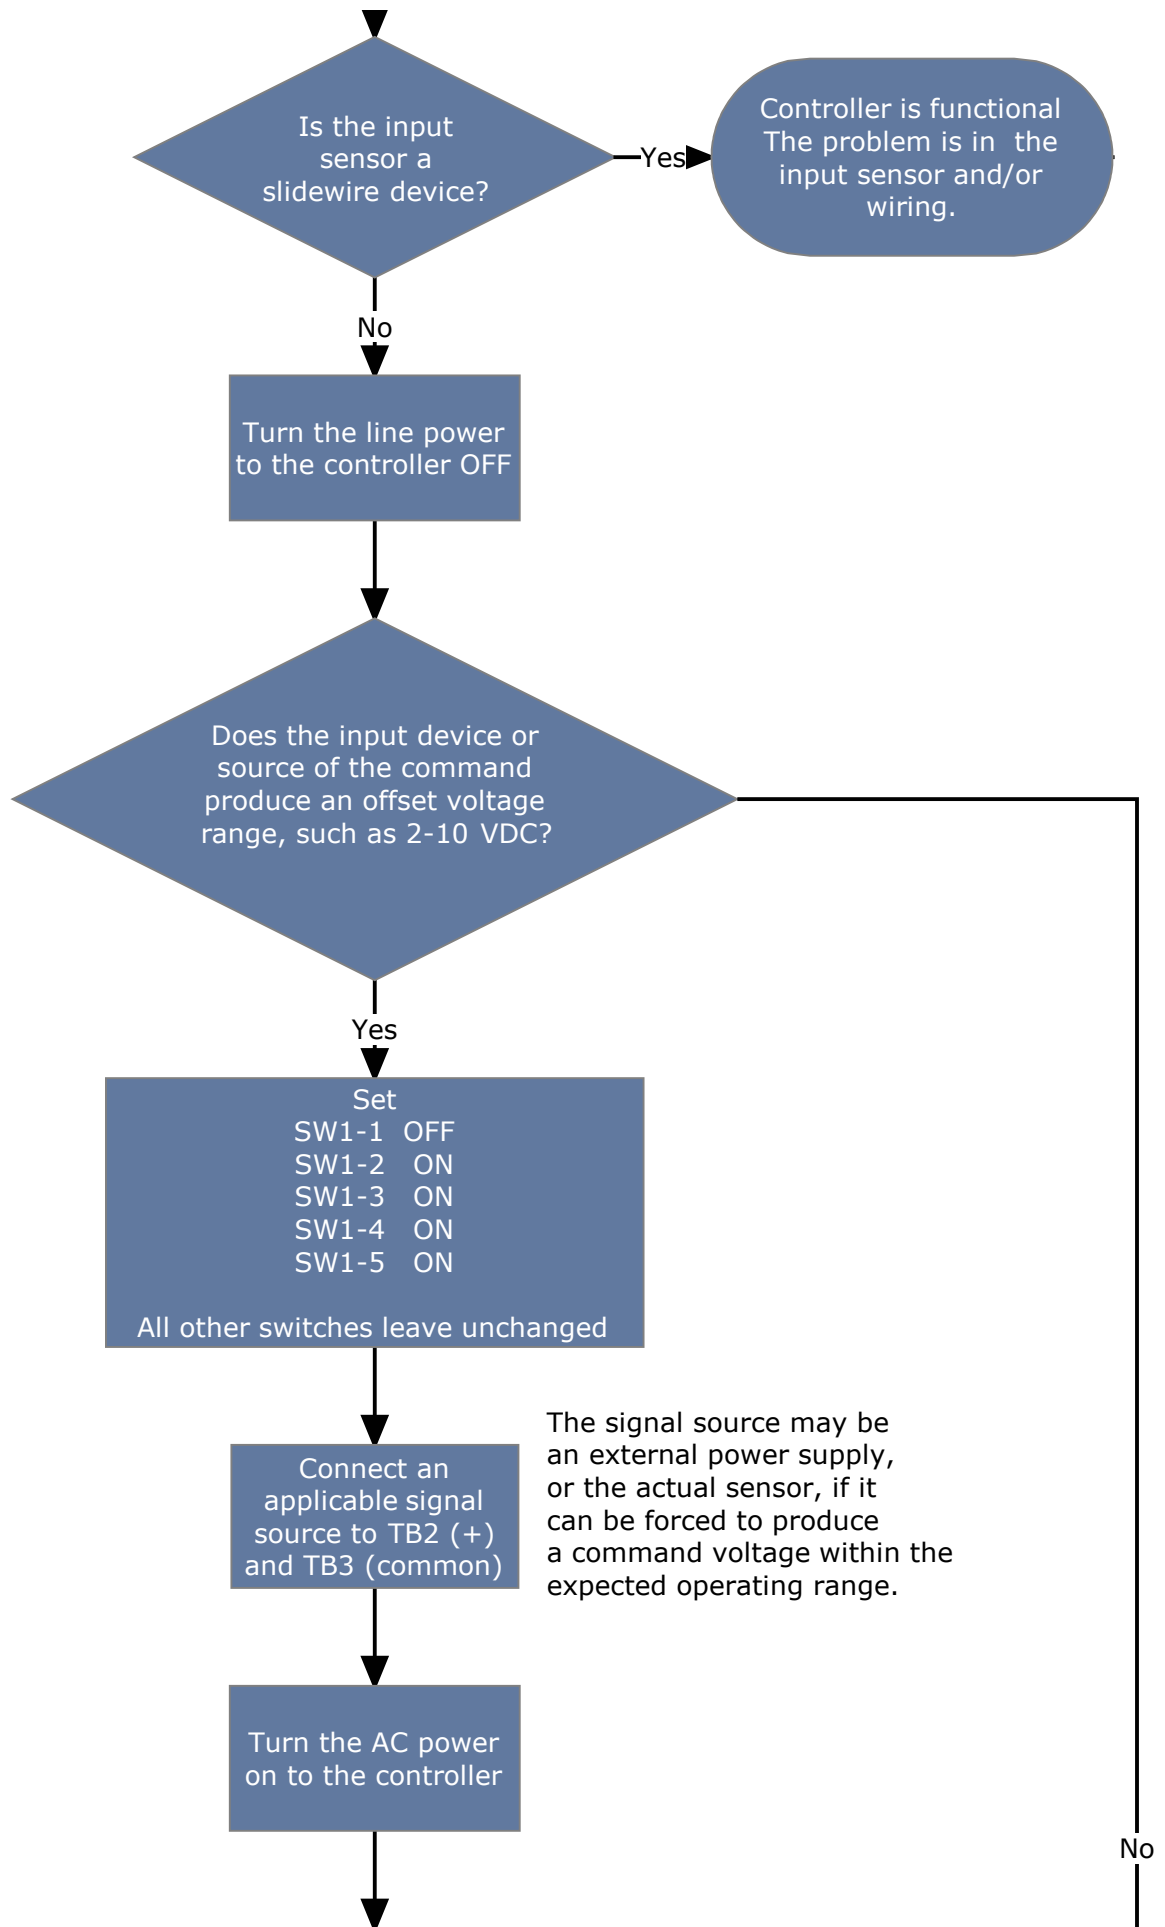 Is the input
sensor a
slidewire device?
Yes
Controller is functional
The problem is in  the
input sensor and/or
wiring.
No
Turn the line power
to the controller OFF
Does the input device or
source of the command
produce an offset voltage
range, such as 2-10 VDC?
Yes
Set
SW1-1  OFF
SW1-2   ON
SW1-3   ON
SW1-4   ON
SW1-5   ON
All other switches leave unchanged
Connect an
applicable signal
source to TB2 (+)
and TB3 (common)
The signal source may be
an external power supply,
or the actual sensor, if it
can be forced to produce
a command voltage within the
expected operating range.
Turn the AC power
on to the controller
No